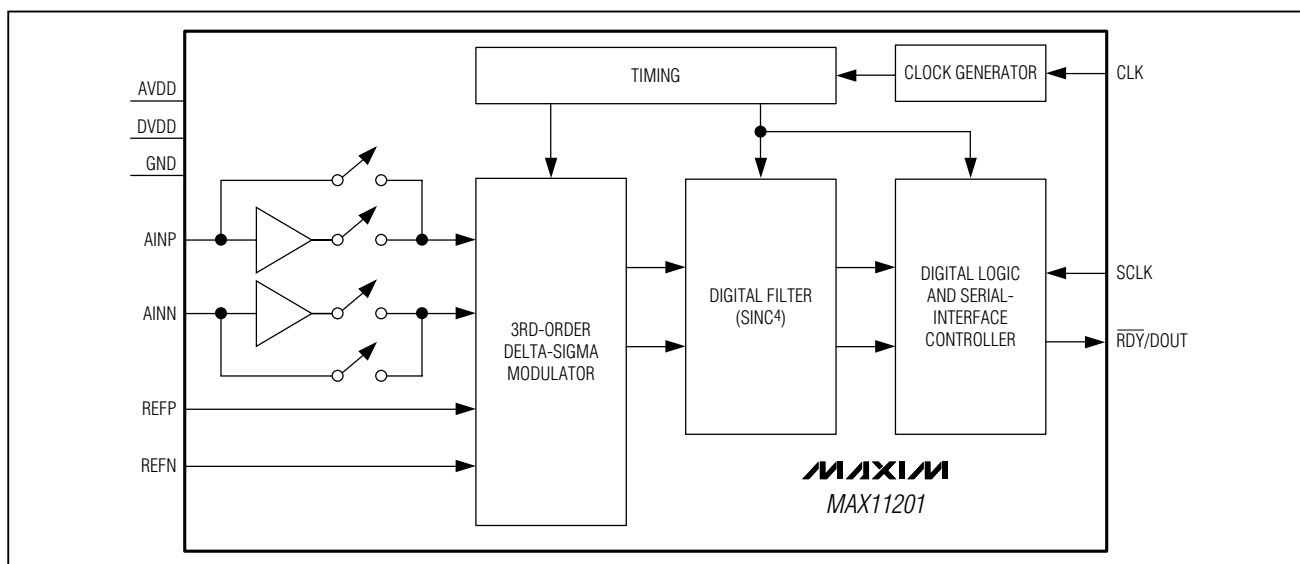 TIMING
CLOCK GENERATOR
CLK
AVDD
DVDD
GND
AINP
AINN
REFP
REFN
3RD-ORDER
DELTA-SIGMA
MODULATOR
DIGITAL FILTER
(SINC⁴)
DIGITAL LOGIC
AND SERIAL-
INTERFACE
CONTROLLER
SCLK
R̅D̅Y̅/DOUT
MAXIM
MAX11201